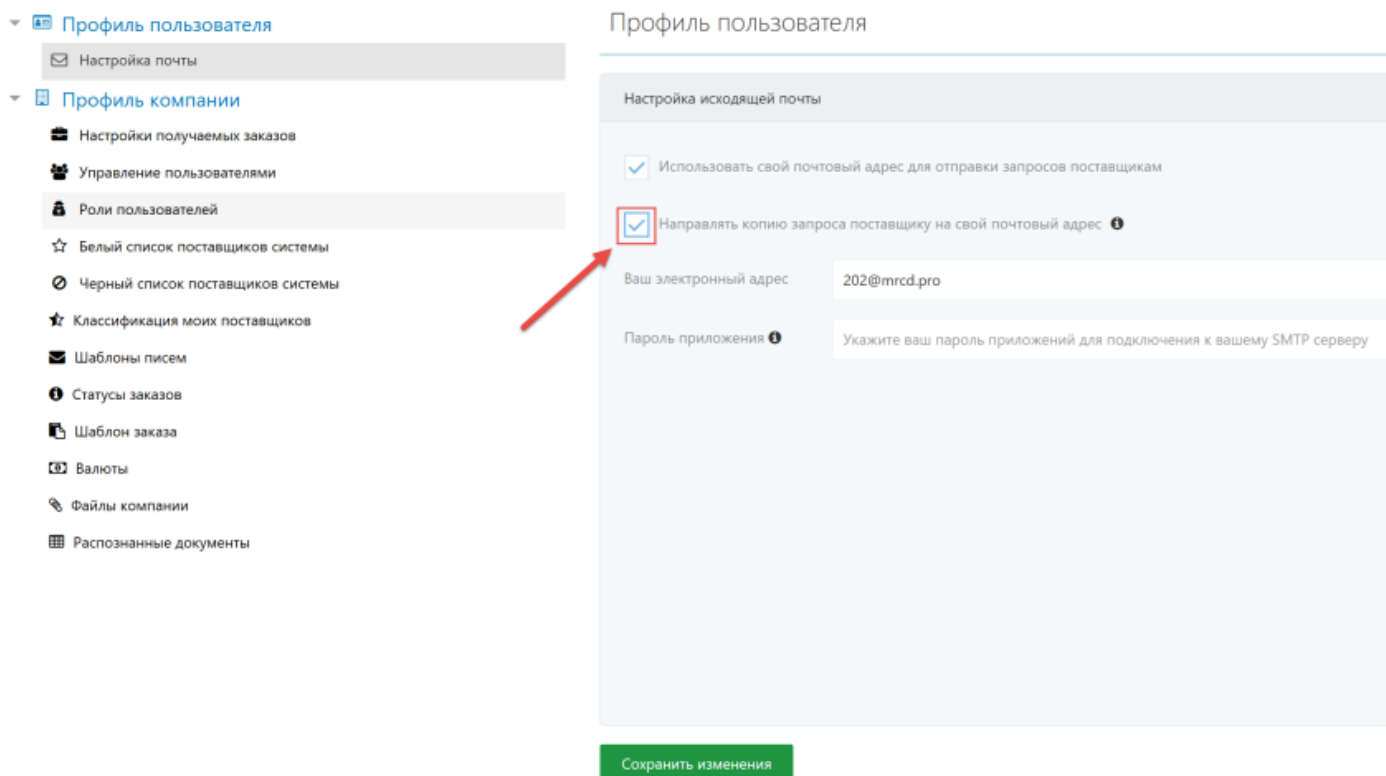 Профиль пользователя
Настройка почты
Профиль компании
Настройки получаемых заказов
Управление пользователями
Роли пользователей
Белый список поставщиков системы
Черный список поставщиков системы
Классификация моих поставщиков
Шаблоны писем
Статусы заказов
Шаблон заказа
Валюты
Файлы компании
Распознанные документы
Профиль пользователя
Настройка исходящей почты
Использовать свой почтовый адрес для отправки запросов поставщикам
Направлять копию запроса поставщику на свой почтовый адрес
Ваш электронный адрес 202@mrcd.pro
Пароль приложения Укажите ваш пароль приложений для подключения к вашему SMTP серверу
Сохранить изменения